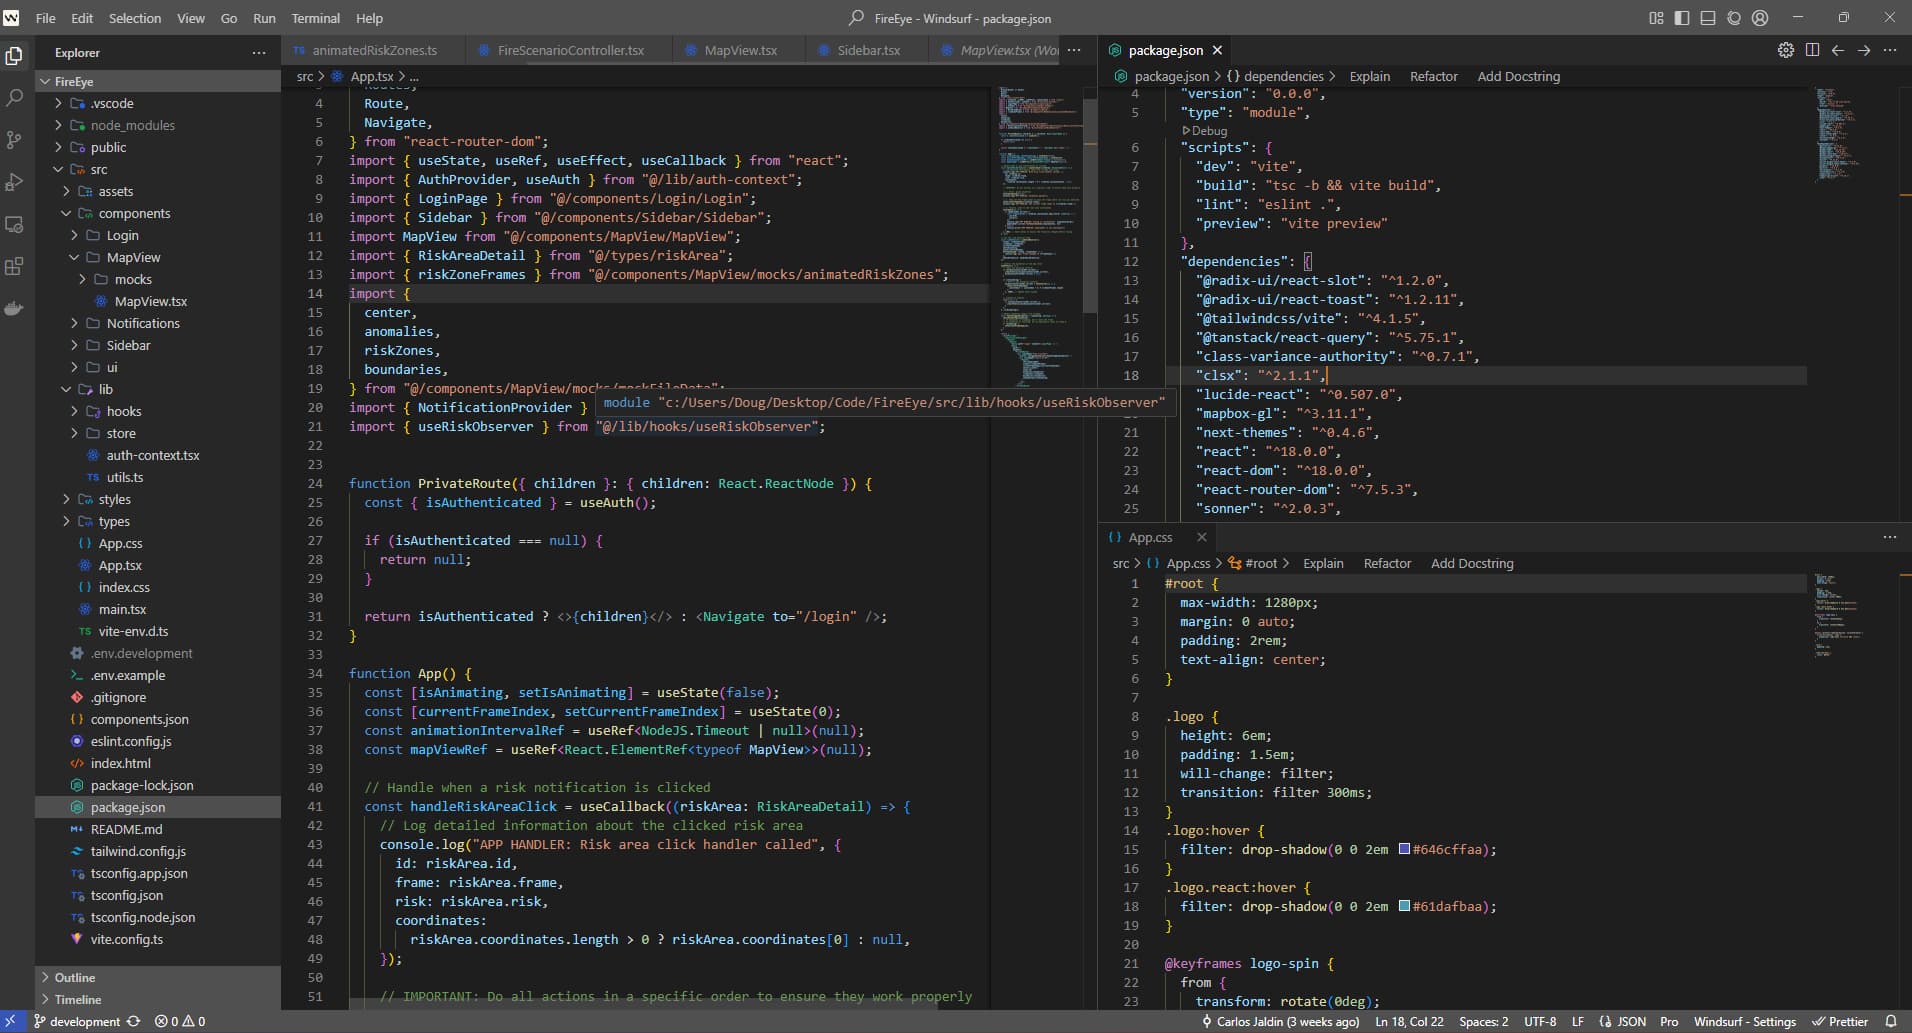 File Edit Selection View Go Run Terminal Help
FireEye - Windsurf - package.json
Explorer
FireEye
.vscode
node_modules
public
src
assets
components
Login
MapView
mocks
MapView.tsx
Notifications
Sidebar
ui
lib
hooks
store
auth-context.tsx
TS utils.ts
styles
types
{ } App.css
App.tsx
{ } index.css
main.tsx
TS vite-env.d.ts
.env.development
.env.example
.gitignore
{ } components.json
eslint.config.js
index.html
package-lock.json
package.json
README.md
tailwind.config.js
tsconfig.app.json
tsconfig.json
tsconfig.node.json
vite.config.ts
Outline
Timeline
TS animatedRiskZones.ts FireScenarioController.tsx MapView.tsx Sidebar.tsx MapView.tsx (Wo
src > App.tsx > ...
3 Routes,
4 Route,
5 Navigate,
6 } from "react-router-dom";
7 import { useState, useRef, useEffect, useCallback } from "react";
8 import { AuthProvider, useAuth } from "@/lib/auth-context";
9 import { LoginPage } from "@/components/Login/Login";
10 import { Sidebar } from "@/components/Sidebar/Sidebar";
11 import MapView from "@/components/MapView/MapView";
12 import { RiskAreaDetail } from "@/types/riskArea";
13 import { riskZoneFrames } from "@/components/MapView/mocks/animatedRiskZones";
14 import {
15 center,
16 anomalies,
17 riskZones,
18 boundaries,
19 } from "@/components/MapView/mocks/mockFileData";
module "c:/Users/Doug/Desktop/Code/FireEye/src/lib/hooks/useRiskObserver"
20 import { NotificationProvider }
21 import { useRiskObserver } from "@/lib/hooks/useRiskObserver";
22
23
24 function PrivateRoute({ children }: { children: React.ReactNode }) {
25 const { isAuthenticated } = useAuth();
26
27 if (isAuthenticated === null) {
28 return null;
29 }
30
31 return isAuthenticated ? <>{children}</> : <Navigate to="/login" />;
32 }
33
34 function App() {
35 const [isAnimating, setIsAnimating] = useState(false);
36 const [currentFrameIndex, setCurrentFrameIndex] = useState(0);
37 const animationIntervalRef = useRef<NodeJS.Timeout | null>(null);
38 const mapViewRef = useRef<React.ElementRef<typeof MapView>>(null);
39
40 // Handle when a risk notification is clicked
41 const handleRiskAreaClick = useCallback((riskArea: RiskAreaDetail) => {
42 // Log detailed information about the clicked risk area
43 console.log("APP HANDLER: Risk area click handler called", {
44 id: riskArea.id,
45 frame: riskArea.frame,
46 risk: riskArea.risk,
47 coordinates:
48 riskArea.coordinates.length > 0 ? riskArea.coordinates[0] : null,
49 });
50
51 // IMPORTANT: Do all actions in a specific order to ensure they work properly
package.json
package.json > { } dependencies > Explain Refactor Add Docstring
4 "version": "0.0.0",
5 "type": "module",
Debug
6 "scripts": {
7 "dev": "vite",
8 "build": "tsc -b && vite build",
9 "lint": "eslint .",
10 "preview": "vite preview"
11 },
12 "dependencies": {
13 "@radix-ui/react-slot": "^1.2.0",
14 "@radix-ui/react-toast": "^1.2.11",
15 "@tailwindcss/vite": "^4.1.5",
16 "@tanstack/react-query": "^5.75.1",
17 "class-variance-authority": "^0.7.1",
18 "clsx": "^2.1.1",
"lucide-react": "^0.507.0",
"mapbox-gl": "^3.11.1",
21 "next-themes": "^0.4.6",
22 "react": "^18.0.0",
23 "react-dom": "^18.0.0",
24 "react-router-dom": "^7.5.3",
25 "sonner": "^2.0.3",
{ } App.css
src > { } App.css > #root > Explain Refactor Add Docstring
1 #root {
2 max-width: 1280px;
3 margin: 0 auto;
4 padding: 2rem;
5 text-align: center;
6 }
7
8 .logo {
9 height: 6em;
10 padding: 1.5em;
11 will-change: filter;
12 transition: filter 300ms;
13 }
14 .logo:hover {
15 filter: drop-shadow(0 0 2em #646cffaa);
16 }
17 .logo.react:hover {
18 filter: drop-shadow(0 0 2em #61dafbaa);
19 }
20
21 @keyframes logo-spin {
22 from {
23 transform: rotate(0deg);
development 0 0 Carlos Jaldin (3 weeks ago) Ln 18, Col 22 Spaces: 2 UTF-8 LF JSON Pro Windsurf - Settings Prettier